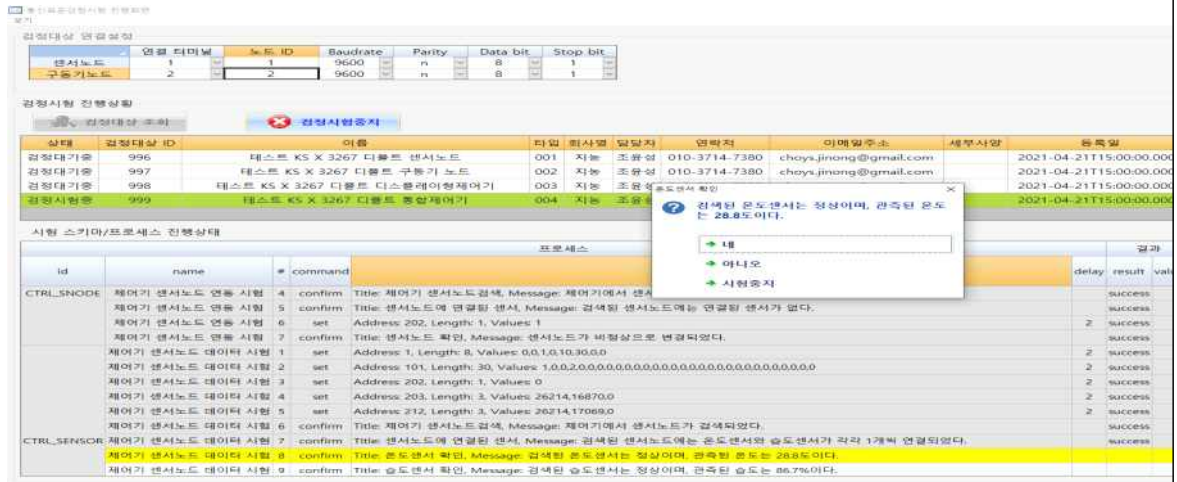 통신표준검정시험 진행화면
보기
검정대상 연결설정
연결 터미널 노드 ID Baudrate Parity Data bit Stop bit
센서노드 1 1 9600 n 8 1
구동기노드 2 2 9600 n 8 1
검정시험 진행상황
검정대상 조회 검정시험중지
상태 검정대상 ID 이름 타입 회사명 담당자 연락처 이메일주소 세부사양 등록일
검정대기중 996 테스트 KS X 3267 디폴트 센서노드 001 지농 조윤성 010-3714-7380 choys.jinong@gmail.com 2021-04-21T15:00:00.000
검정대기중 997 테스트 KS X 3267 디폴트 구동기 노드 002 지농 조윤성 010-3714-7380 choys.jinong@gmail.com 2021-04-21T15:00:00.000
검정대기중 998 테스트 KS X 3267 디폴트 디스플레이형제어기 003 지농 조윤성 2021-04-21T15:00:00.000
검정시험중 999 테스트 KS X 3267 디폴트 통합제어기 004 지농 조윤성 2021-04-21T15:00:00.000
온도센서 확인
검색된 온도센서는 정상이며, 관측된 온도
는 28.8도이다.
네
아니오
시험중지
시험 스키마/프로세스 진행상태
프로세스 결과
id name # command delay result
CTRL_SNODE 제어기 센서노드 연동 시험 4 confirm Title: 제어기 센서노드검색, Message: 제어기에서 센서 success
제어기 센서노드 연동 시험 5 confirm Title: 센서노드에 연결된 센서, Message: 검색된 센서노드에는 연결된 센서가 없다. success
제어기 센서노드 연동 시험 6 set Address: 202, Length: 1, Values: 1 2 success
제어기 센서노드 연동 시험 7 confirm Title: 센서노드 확인, Message: 센서노드가 비정상으로 변경되었다. success
제어기 센서노드 데이터 시험 1 set Address: 1, Length: 8, Values: 0,0,1,0,10,30,0,0 2 success
제어기 센서노드 데이터 시험 2 set Address: 101, Length: 30, Values: 1,0,0,2,0,0,0,0,0,0,0,0,0,0,0,0,0,0,0,0,0,0,0,0,0,0,0,0,0,0 2 success
제어기 센서노드 데이터 시험 3 set Address: 202, Length: 1, Values: 0 2 success
제어기 센서노드 데이터 시험 4 set Address: 203, Length: 3, Values: 26214,16870,0 2 success
제어기 센서노드 데이터 시험 5 set Address: 212, Length: 3, Values: 26214,17069,0 2 success
제어기 센서노드 데이터 시험 6 confirm Title: 제어기 센서노드 검색, Message: 제어기에서 센서노드가 검색되었다. success
CTRL_SENSOR 제어기 센서노드 데이터 시험 7 confirm Title: 센서노드에 연결된 센서, Message: 검색된 센서노드에는 온도센서와 습도센서가 각각 1개씩 연결되었다. success
제어기 센서노드 데이터 시험 8 confirm Title: 온도센서 확인, Message: 검색된 온도센서는 정상이며, 관측된 온도는 28.8도이다.
제어기 센서노드 데이터 시험 9 confirm Title: 습도센서 확인, Message: 검색된 습도센서는 정상이며, 관측된 습도는 86.7%이다.